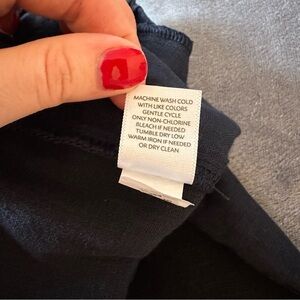 MACHINE WASH COLD
WITH LIKE COLORS
GENTLE CYCLE
ONLY NON-CHLORINE
BLEACH IF NEEDED
TUMBLE DRY LOW
WARM IRON IF NEEDED
OR DRY CLEAN